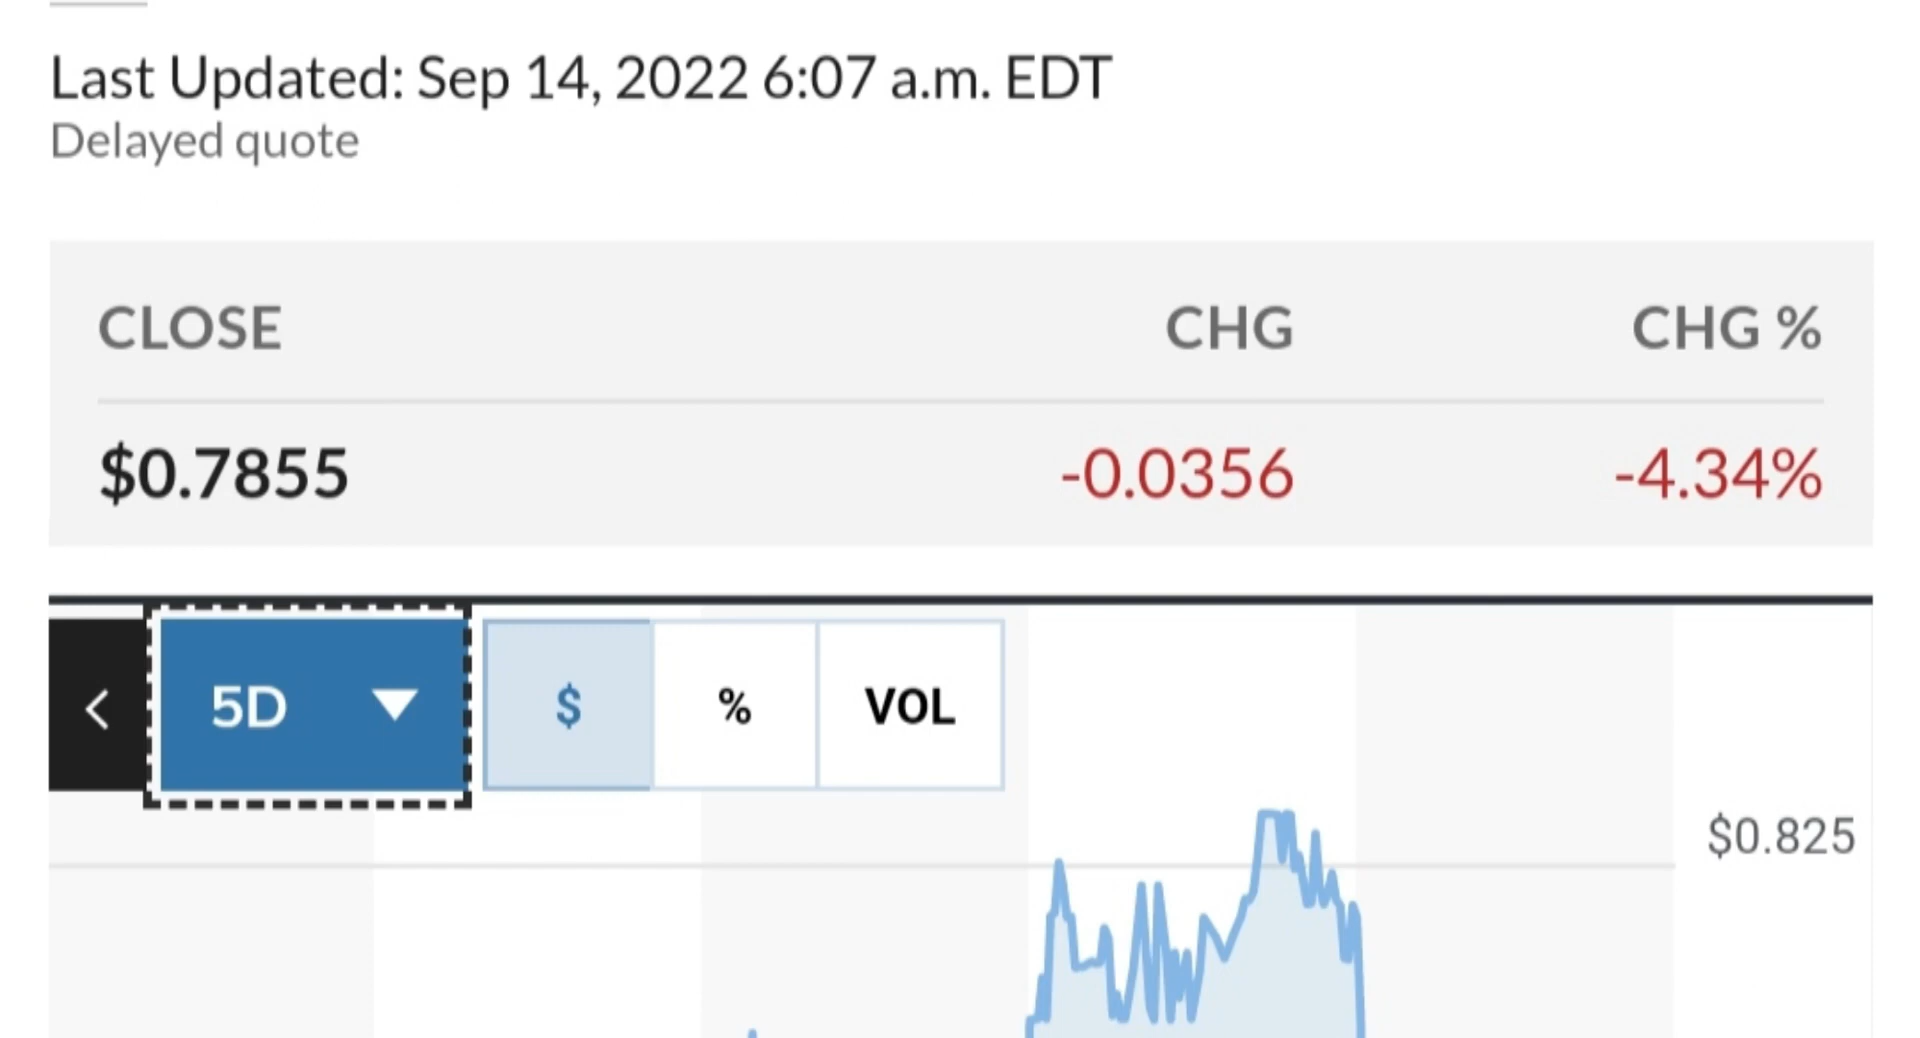 Last Updated: Sep 14, 2022 6:07 a.m. EDT
Delayed quote
CLOSE CHG CHG %
$0.7855 -0.0356 -4.34%
< 5D ▼ $ % VOL
$0.825